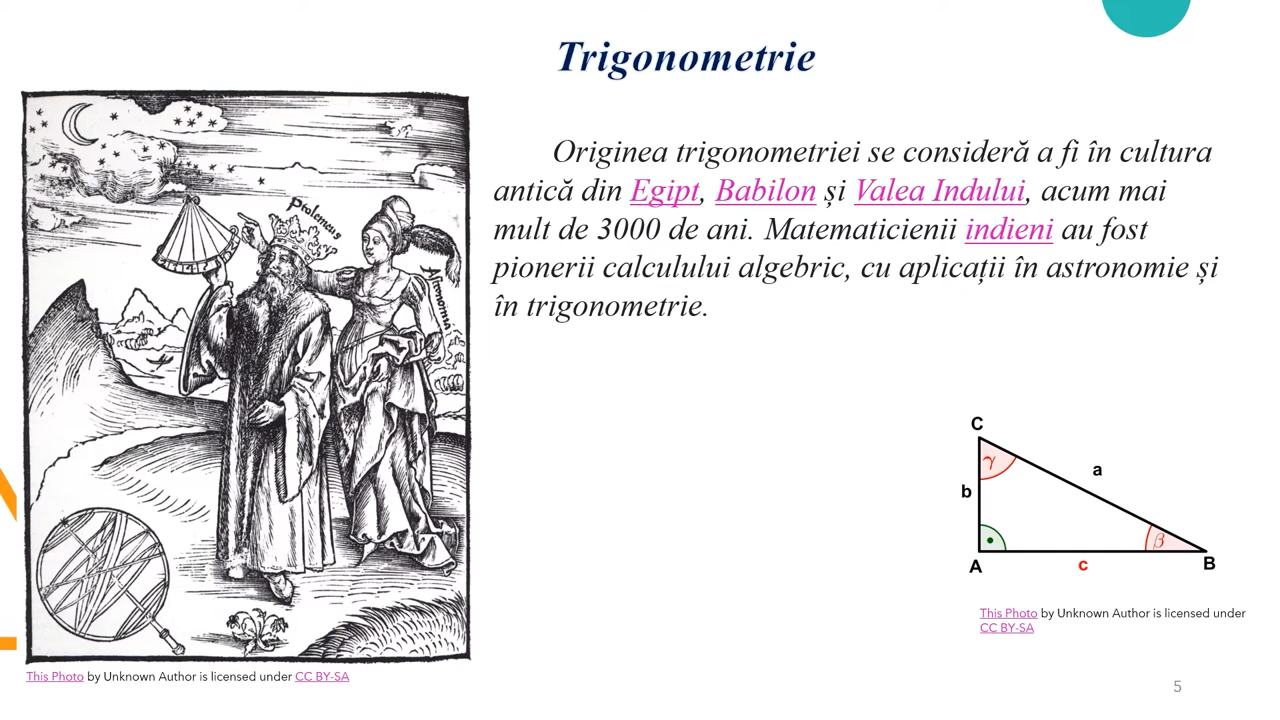 Trigonometrie
Originea trigonometriei se consideră a fi în cultura
antică din Egipt, Babilon și Valea Indului, acum mai
mult de 3000 de ani. Matematicienii indieni au fost
pionerii calculului algebric, cu aplicații în astronomie și
în trigonometrie.
Ptolemeus
Astronomia
C
γ
a
b
β
A
c
B
This Photo by Unknown Author is licensed under
CC BY-SA
This Photo by Unknown Author is licensed under CC BY-SA
5